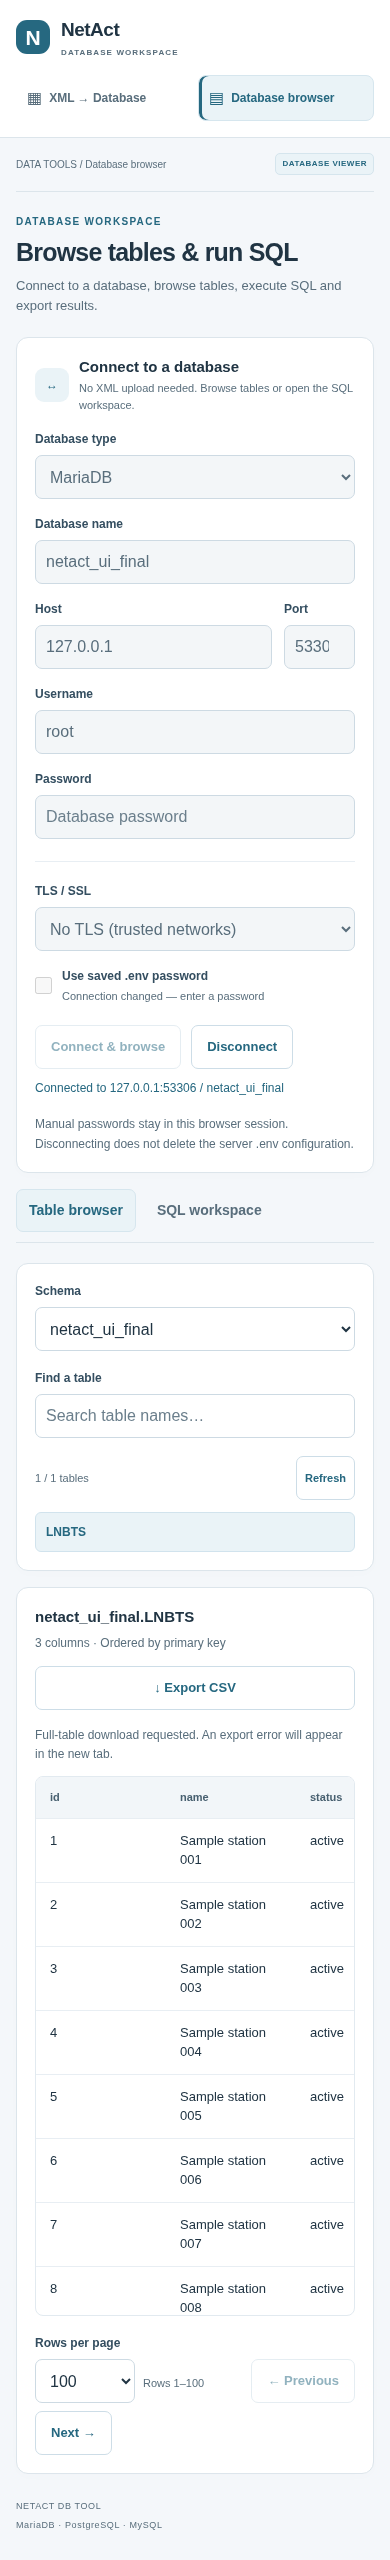 N
NetAct
DATABASE WORKSPACE
XML → Database
Database browser
DATA TOOLS / Database browser
DATABASE VIEWER
DATABASE WORKSPACE
Browse tables & run SQL
Connect to a database, browse tables, execute SQL and
export results.
↔
Connect to a database
No XML upload needed. Browse tables or open the SQL
workspace.
Database type
MariaDB
Database name
netact_ui_final
Host
Port
127.0.0.1
5330
Username
root
Password
Database password
TLS / SSL
No TLS (trusted networks)
Use saved .env password
Connection changed — enter a password
Connect & browse
Disconnect
Connected to 127.0.0.1:53306 / netact_ui_final
Manual passwords stay in this browser session.
Disconnecting does not delete the server .env configuration.
Table browser
SQL workspace
Schema
netact_ui_final
Find a table
Search table names…
1 / 1 tables
Refresh
LNBTS
netact_ui_final.LNBTS
3 columns · Ordered by primary key
↓ Export CSV
Full-table download requested. An export error will appear
in the new tab.
id name status
1 Sample station active
001
2 Sample station active
002
3 Sample station active
003
4 Sample station active
004
5 Sample station active
005
6 Sample station active
006
7 Sample station active
007
8 Sample station active
008
Rows per page
100
Rows 1–100
← Previous
Next →
NETACT DB TOOL
MariaDB · PostgreSQL · MySQL